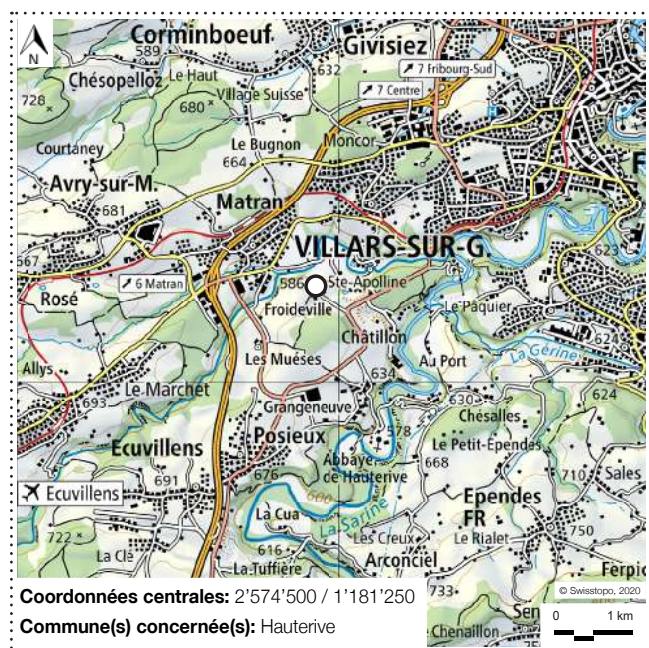 Corminboeuf
Givisiez
589
632
7 Fribourg-Sud
Chésopelloz
Le Haut
Village Suisse
7 Centre
728
680
Courtaney
Le Bugnon
Moncor
664
Avry-sur-M.
Matran
F
681
VILLARS-SUR-G
623
567
6 Matran
586
Ste-Apolline
Rosé
Froideville
Le Pâquier
Châtillon
Les Muéses
Au Port
La Gérine
624
Allys
634
Le Marchet
693
Grangeneuve
630
Chésalles
624
Ecuvillens
Posieux
578
Le Petit-Ependes
Abbaye
de Hauterive
668
676
691
710
Sales
Ecuvillens
600
Ependes
FR
La Cua
La Sarine
750
722
Les Creux
Le Rialet
La Clé
616
Arconciel
La Tuffière
Ferpic
733
Coordonnées centrales: 2’574’500 / 1’181’250
© Swisstopo, 2020
Sen
Commune(s) concernée(s): Hauterive
0 1 km
Chenaillon
N